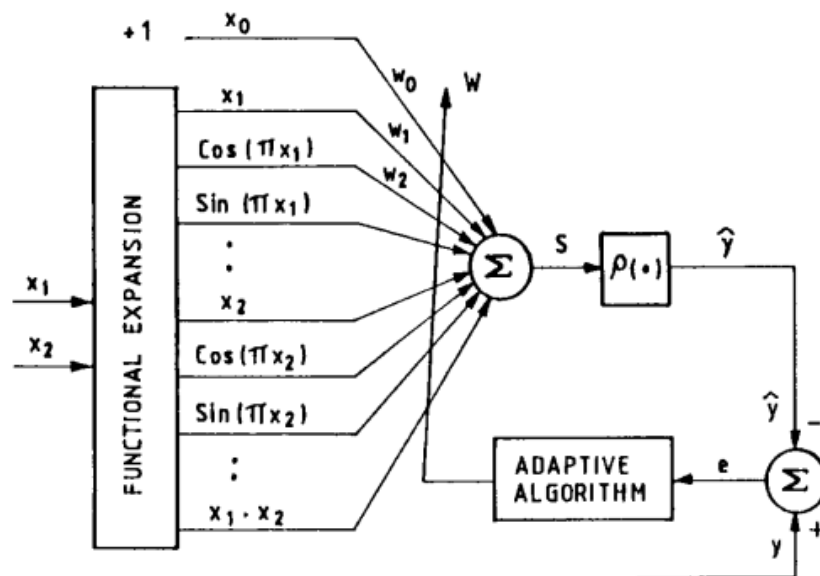 +1
x₀
x₁
Cos(πx₁)
Sin (πx₁)
:
x₂
Cos(πx₂)
Sin(πx₂)
:
x₁ . x₂
FUNCTIONAL EXPANSION
x₁
x₂
w₀
w₁
w₂
W
Σ
S
ρ(•)
ŷ
ŷ
−
Σ
+
y
e
ADAPTIVE
ALGORITHM